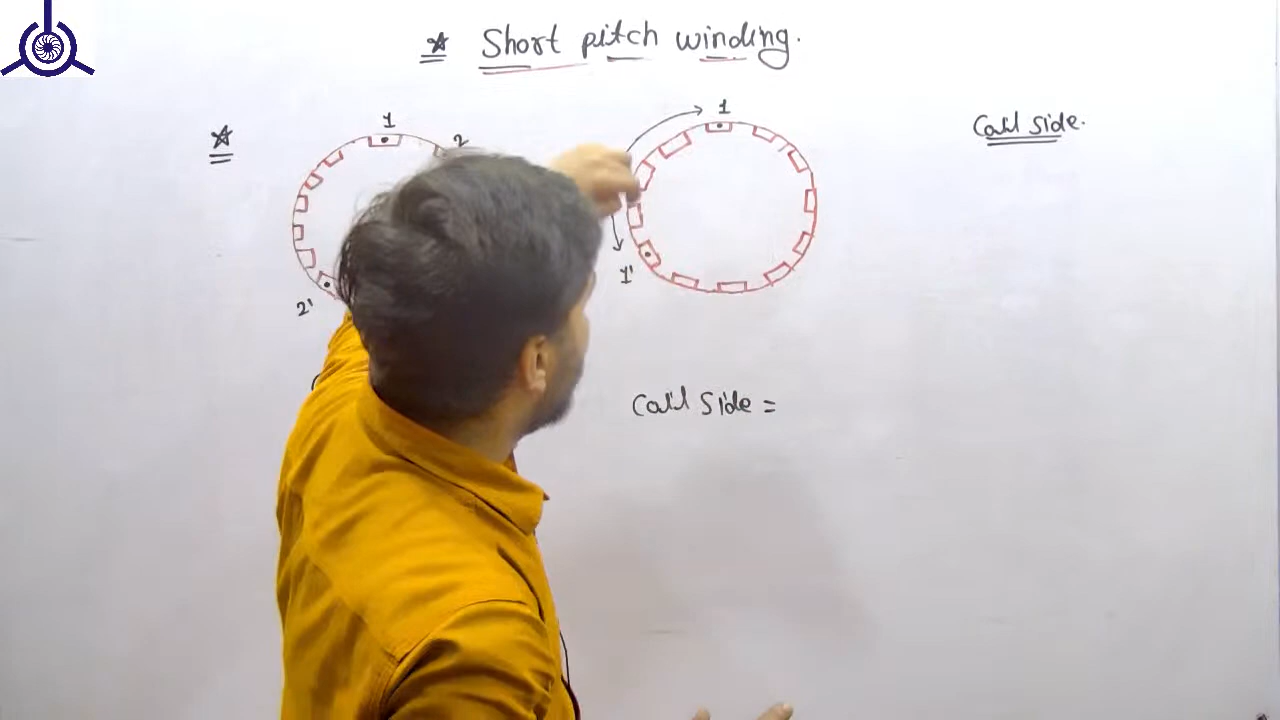 Short pitch winding.
1
2
2'
1
1'
Coil side.
Coil side =